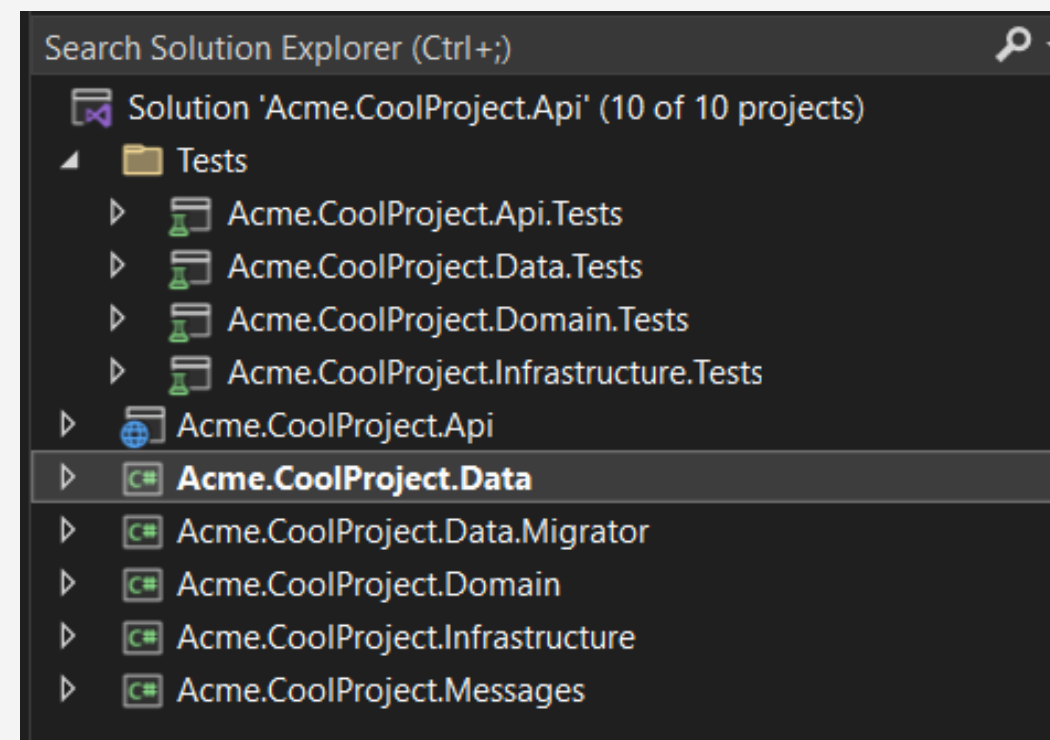 Search Solution Explorer (Ctrl+;)
Solution 'Acme.CoolProject.Api' (10 of 10 projects)
Tests
Acme.CoolProject.Api.Tests
Acme.CoolProject.Data.Tests
Acme.CoolProject.Domain.Tests
Acme.CoolProject.Infrastructure.Tests
Acme.CoolProject.Api
C# Acme.CoolProject.Data
C# Acme.CoolProject.Data.Migrator
C# Acme.CoolProject.Domain
C# Acme.CoolProject.Infrastructure
C# Acme.CoolProject.Messages